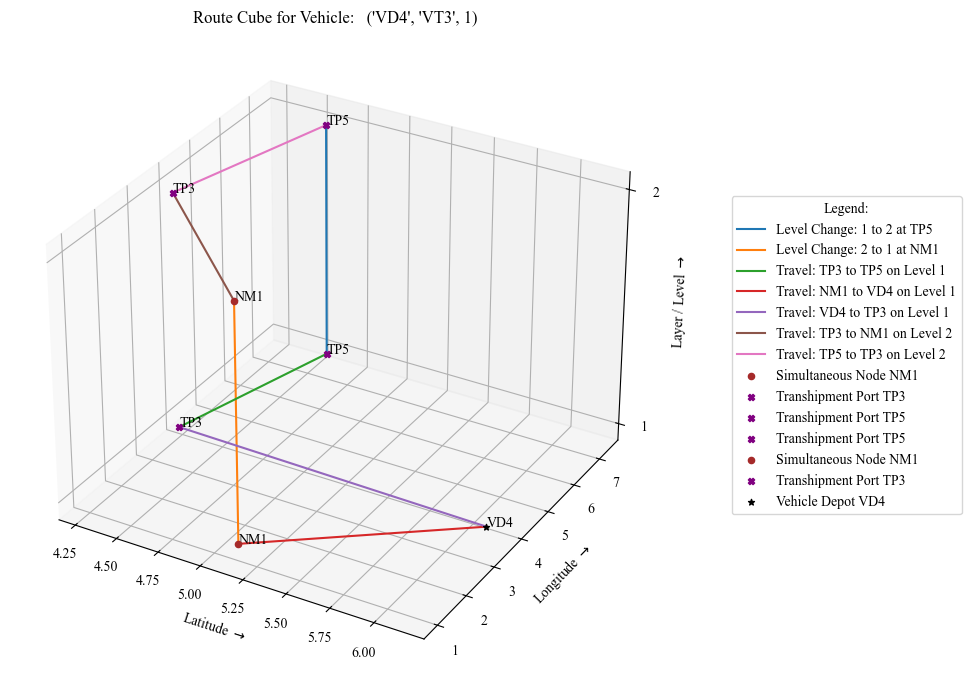 Route Cube for Vehicle:   ('VD4', 'VT3', 1)
TP5
TP3
NM1
TP5
TP3
VD4
NM1
4.25
4.50
4.75
5.00
5.25
5.50
5.75
6.00
Latitude →
1
2
3
4
5
6
7
Longitude →
1
2
Layer / Level →
Legend:
Level Change: 1 to 2 at TP5
Level Change: 2 to 1 at NM1
Travel: TP3 to TP5 on Level 1
Travel: NM1 to VD4 on Level 1
Travel: VD4 to TP3 on Level 1
Travel: TP3 to NM1 on Level 2
Travel: TP5 to TP3 on Level 2
Simultaneous Node NM1
Transhipment Port TP3
Transhipment Port TP5
Transhipment Port TP5
Simultaneous Node NM1
Transhipment Port TP3
Vehicle Depot VD4